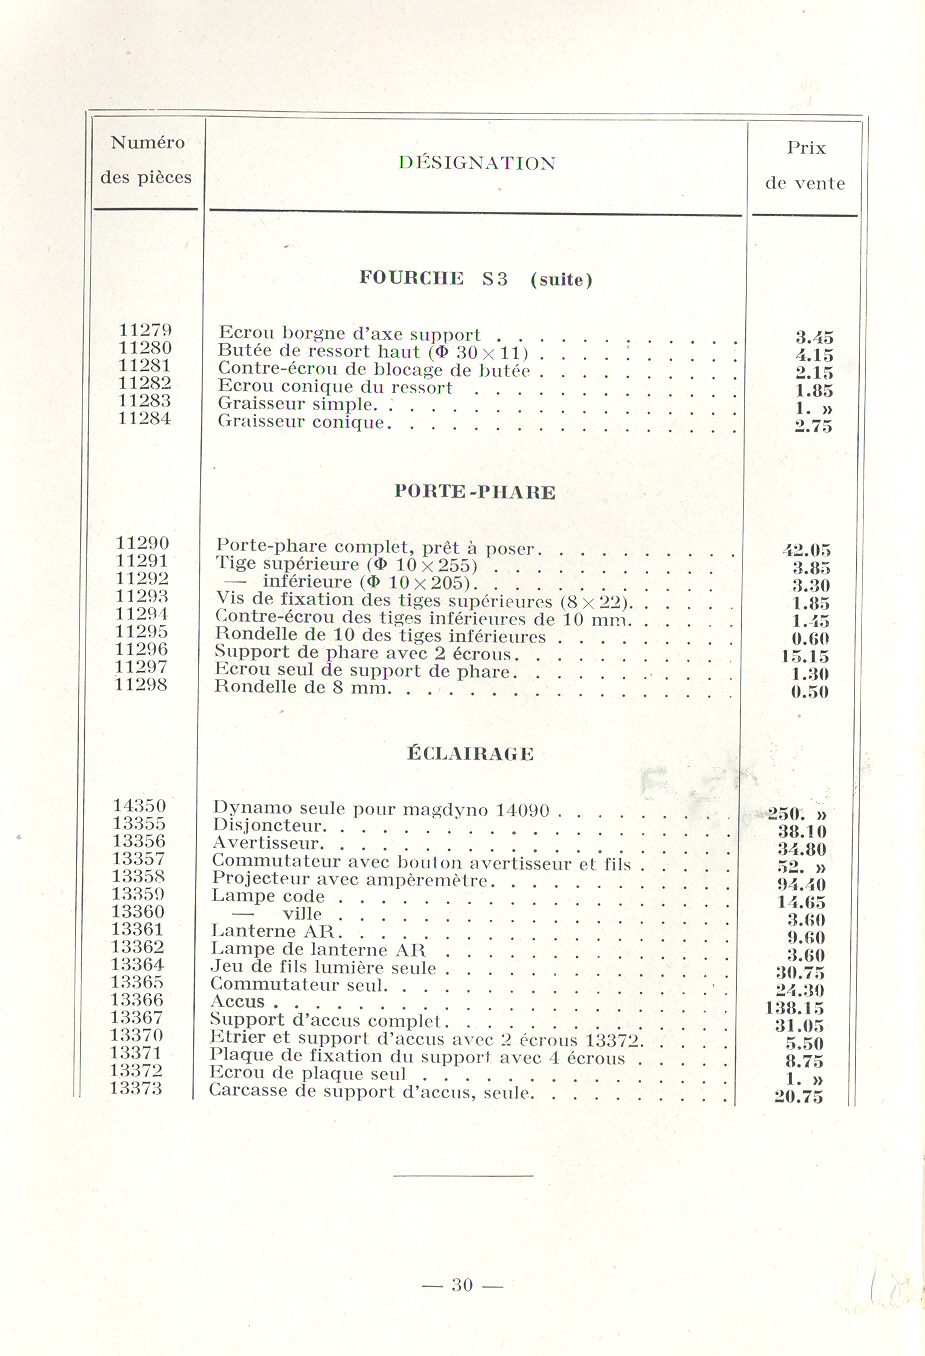 Numéro des pièces DÉSIGNATION Prix de vente
FOURCHE S3 (suite)
11279 Ecrou borgne d'axe support . . . . . . . . . . . . 3.45
11280 Butée de ressort haut (Φ 30 × 11) . . . . . . . . . . 4.15
11281 Contre-écrou de blocage de butée . . . . . . . . . . 2.15
11282 Ecrou conique du ressort . . . . . . . . . . . . . 1.85
11283 Graisseur simple. . . . . . . . . . . . . . . . . . 1. »
11284 Graisseur conique. . . . . . . . . . . . . . . . . 2.75
PORTE-PHARE
11290 Porte-phare complet, prêt à poser. . . . . . . . . . 42.05
11291 Tige supérieure (Φ 10 × 255) . . . . . . . . . . . 3.85
11292 — inférieure (Φ 10 × 205). . . . . . . . . . . . 3.30
11293 Vis de fixation des tiges supérieures (8 × 22). . . . . . 1.85
11294 Contre-écrou des tiges inférieures de 10 mm. . . . . . 1.45
11295 Rondelle de 10 des tiges inférieures . . . . . . . . . 0.60
11296 Support de phare avec 2 écrous. . . . . . . . . . . 15.15
11297 Ecrou seul de support de phare. . . . . . . . . . . 1.30
11298 Rondelle de 8 mm. . . . . . . . . . . . . . . . . 0.50
ÉCLAIRAGE
14350 Dynamo seule pour magdyno 14090 . . . . . . . . . 250. »
13355 Disjoncteur. . . . . . . . . . . . . . . . . . . . 38.10
13356 Avertisseur. . . . . . . . . . . . . . . . . . . . 34.80
13357 Commutateur avec bouton avertisseur et fils . . . . . 52. »
13358 Projecteur avec ampèremètre. . . . . . . . . . . . 94.40
13359 Lampe code . . . . . . . . . . . . . . . . . . . 14.65
13360 — ville . . . . . . . . . . . . . . . . . . . 3.60
13361 Lanterne AR. . . . . . . . . . . . . . . . . . . 9.60
13362 Lampe de lanterne AR . . . . . . . . . . . . . . 3.60
13364 Jeu de fils lumière seule . . . . . . . . . . . . . . 30.75
13365 Commutateur seul. . . . . . . . . . . . . . . . . 24.30
13366 Accus . . . . . . . . . . . . . . . . . . . . . . 138.15
13367 Support d'accus complet. . . . . . . . . . . . . . 31.05
13370 Etrier et support d'accus avec 2 écrous 13372. . . . . 5.50
13371 Plaque de fixation du support avec 4 écrous . . . . . 8.75
13372 Ecrou de plaque seul . . . . . . . . . . . . . . . 1. »
13373 Carcasse de support d'accus, seule. . . . . . . . . . 20.75
— 30 —